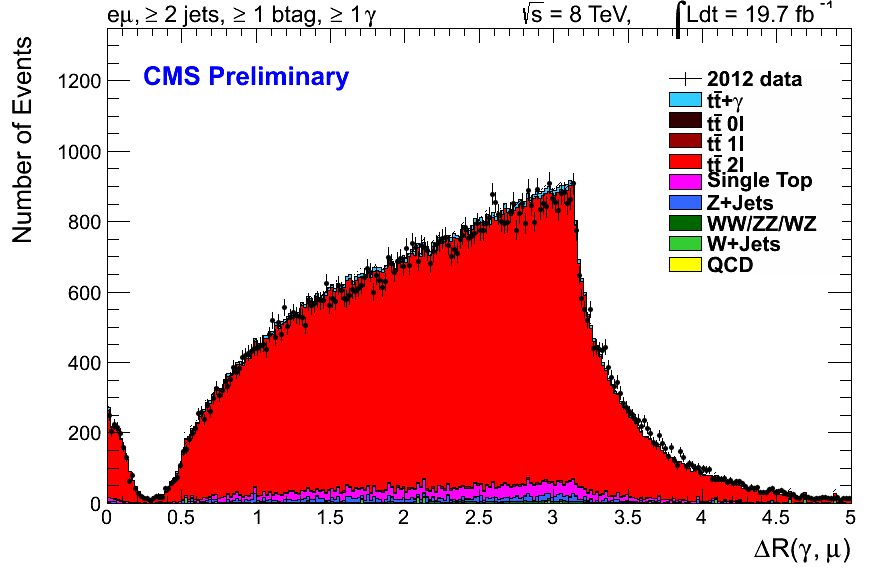 eμ, ≥ 2 jets, ≥ 1 btag, ≥ 1 γ √s = 8 TeV, ∫Ldt = 19.7 fb⁻¹
CMS Preliminary
Number of Events
1200
1000
800
600
400
200
0
2012 data
tt̄+γ
tt̄ 0l
tt̄ 1l
tt̄ 2l
Single Top
Z+Jets
WW/ZZ/WZ
W+Jets
QCD
0 0.5 1 1.5 2 2.5 3 3.5 4 4.5 5
ΔR(γ, μ)